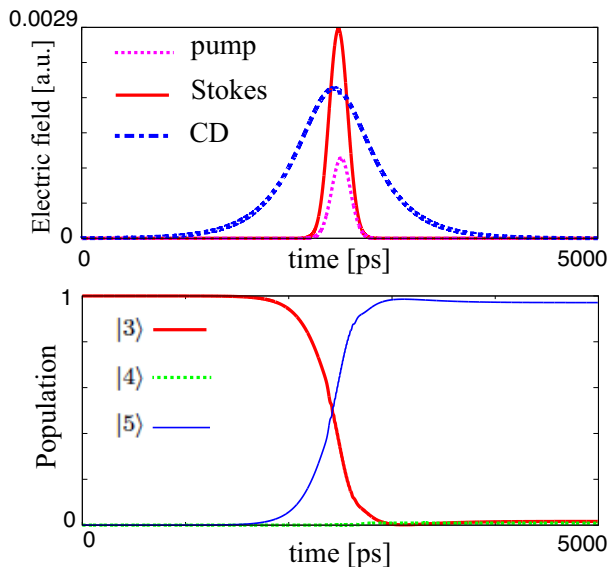 0.0029
Electric field [a.u.]
pump
Stokes
CD
0
0 time [ps] 5000
1
Population
|3⟩
|4⟩
|5⟩
0
0 time [ps] 5000